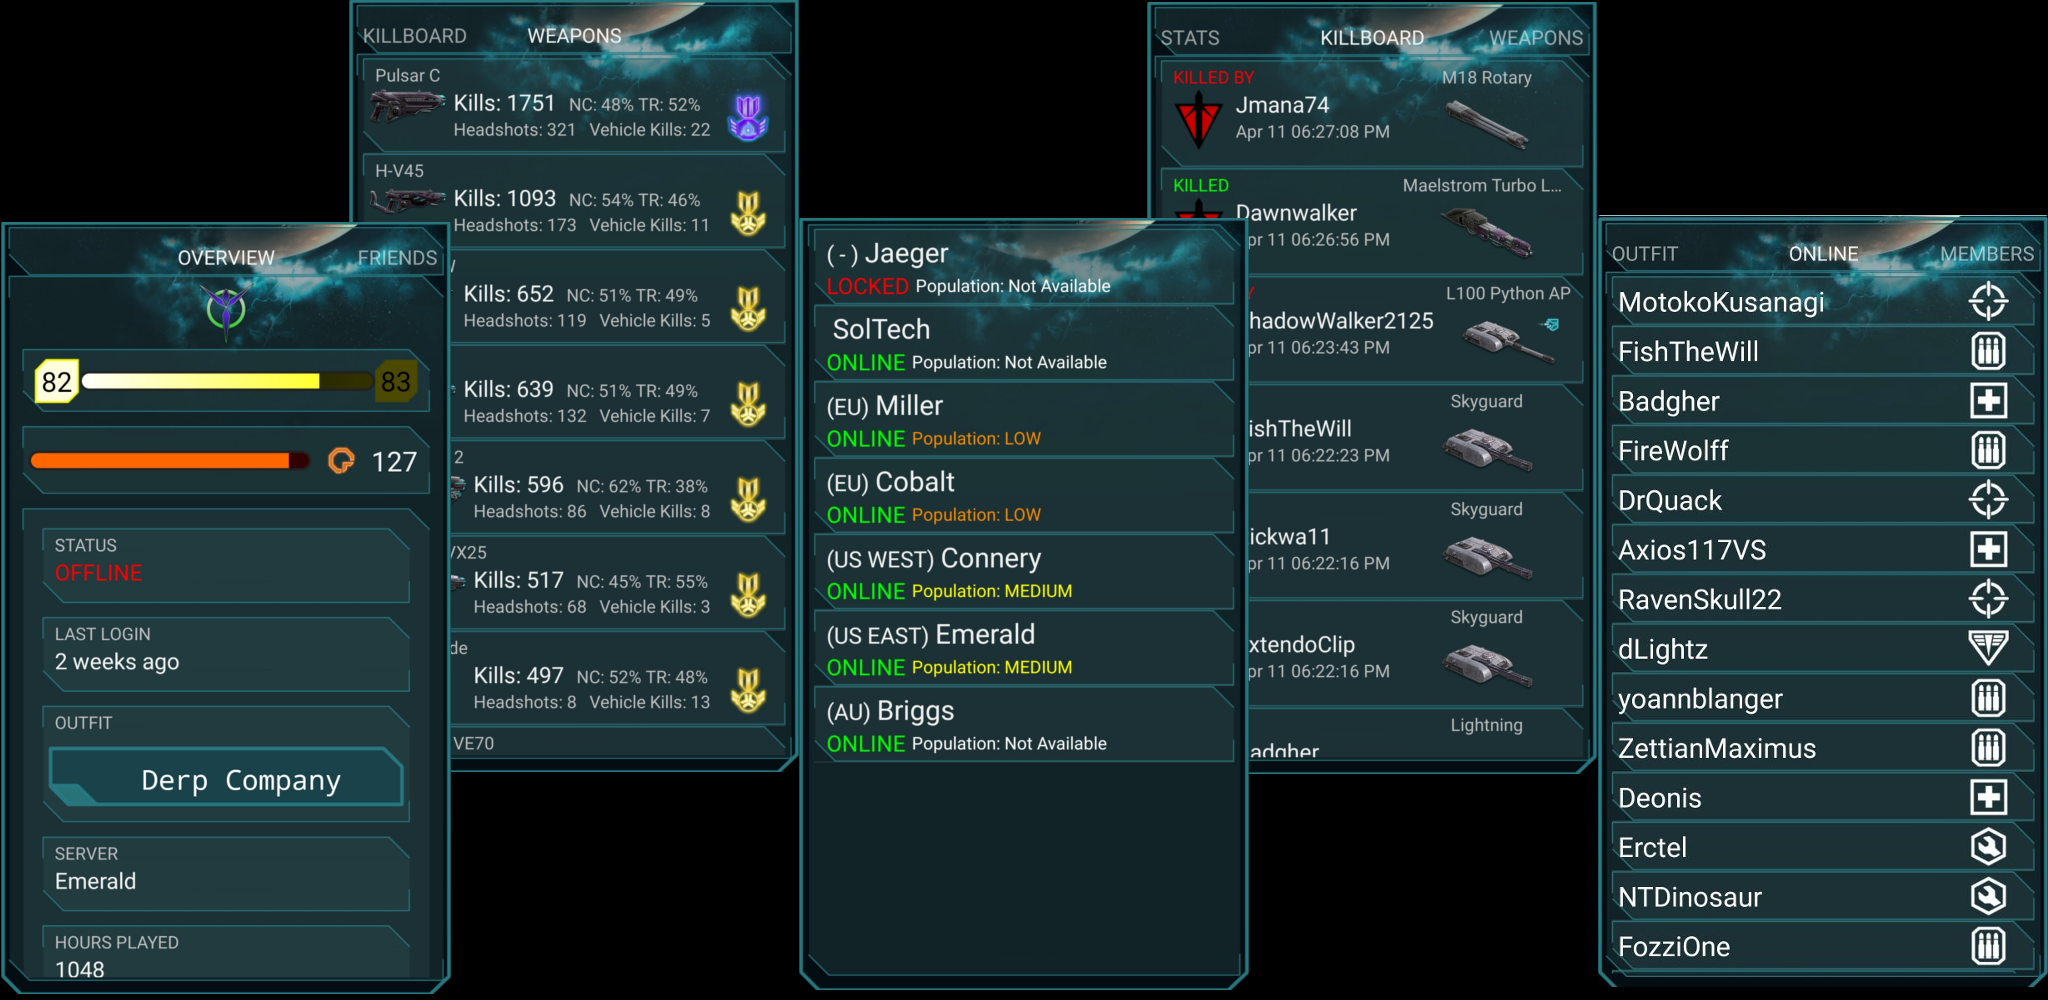 OVERVIEW FRIENDS
82 83
127
STATUS
OFFLINE
LAST LOGIN
2 weeks ago
OUTFIT
Derp Company
SERVER
Emerald
HOURS PLAYED
1048
KILLBOARD WEAPONS
Pulsar C
Kills: 1751 NC: 48% TR: 52%
Headshots: 321 Vehicle Kills: 22
H-V45
Kills: 1093 NC: 54% TR: 46%
Headshots: 173 Vehicle Kills: 11
Kills: 652 NC: 51% TR: 49%
Headshots: 119 Vehicle Kills: 5
Kills: 639 NC: 51% TR: 49%
Headshots: 132 Vehicle Kills: 7
2
Kills: 596 NC: 62% TR: 38%
Headshots: 86 Vehicle Kills: 8
VX25
Kills: 517 NC: 45% TR: 55%
Headshots: 68 Vehicle Kills: 3
de
Kills: 497 NC: 52% TR: 48%
Headshots: 8 Vehicle Kills: 13
VE70
(-) Jaeger
LOCKED Population: Not Available
SolTech
ONLINE Population: Not Available
(EU) Miller
ONLINE Population: LOW
(EU) Cobalt
ONLINE Population: LOW
(US WEST) Connery
ONLINE Population: MEDIUM
(US EAST) Emerald
ONLINE Population: MEDIUM
(AU) Briggs
ONLINE Population: Not Available
STATS KILLBOARD WEAPONS
KILLED BY M18 Rotary
Jmana74
Apr 11 06:27:08 PM
KILLED Maelstrom Turbo L...
Dawnwalker
pr 11 06:26:56 PM
Y L100 Python AP
hadowWalker2125
pr 11 06:23:43 PM
Skyguard
ishTheWill
pr 11 06:22:23 PM
Skyguard
ickwa11
pr 11 06:22:16 PM
Skyguard
xtendoClip
pr 11 06:22:16 PM
Lightning
adgher
OUTFIT ONLINE MEMBERS
MotokoKusanagi
FishTheWill
Badgher
FireWolff
DrQuack
Axios117VS
RavenSkull22
dLightz
yoannblanger
ZettianMaximus
Deonis
Erctel
NTDinosaur
FozziOne